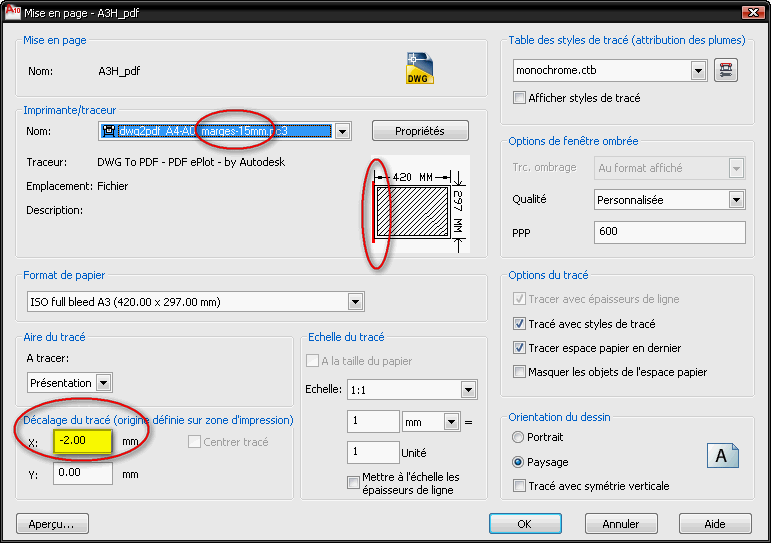 Mise en page - A3H_pdf
Mise en page
Nom: A3H_pdf
DWG
Imprimante/traceur
Nom: dwg2pdf_A4-A0_marges-15mm.pc3
Propriétés
Traceur: DWG To PDF - PDF ePlot - by Autodesk
Emplacement: Fichier
Description:
420 MM
297 MM
Format de papier
ISO full bleed A3 (420.00 x 297.00 mm)
Aire du tracé
A tracer:
Présentation
Décalage du tracé (origine définie sur zone d'impression)
X: -2.00 mm
Centrer tracé
Y: 0.00 mm
Echelle du tracé
A la taille du papier
Echelle: 1:1
1 mm =
1 Unité
Mettre à l'échelle les
épaisseurs de ligne
Table des styles de tracé (attribution des plumes)
monochrome.ctb
Afficher styles de tracé
Options de fenêtre ombrée
Trc. ombrage Au format affiché
Qualité Personnalisée
PPP 600
Options du tracé
Tracer avec épaisseurs de ligne
Tracé avec styles de tracé
Tracer espace papier en dernier
Masquer les objets de l'espace papier
Orientation du dessin
Portrait
Paysage
A
Tracé avec symétrie verticale
Aperçu...
OK
Annuler
Aide